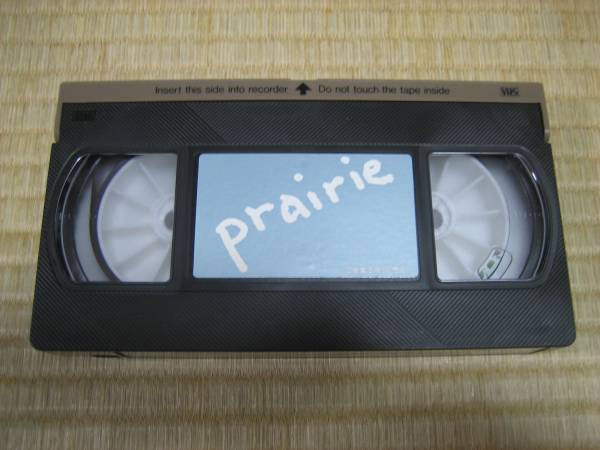 Insert this side into recorder ↑ Do not touch the tape inside VHS
prairie